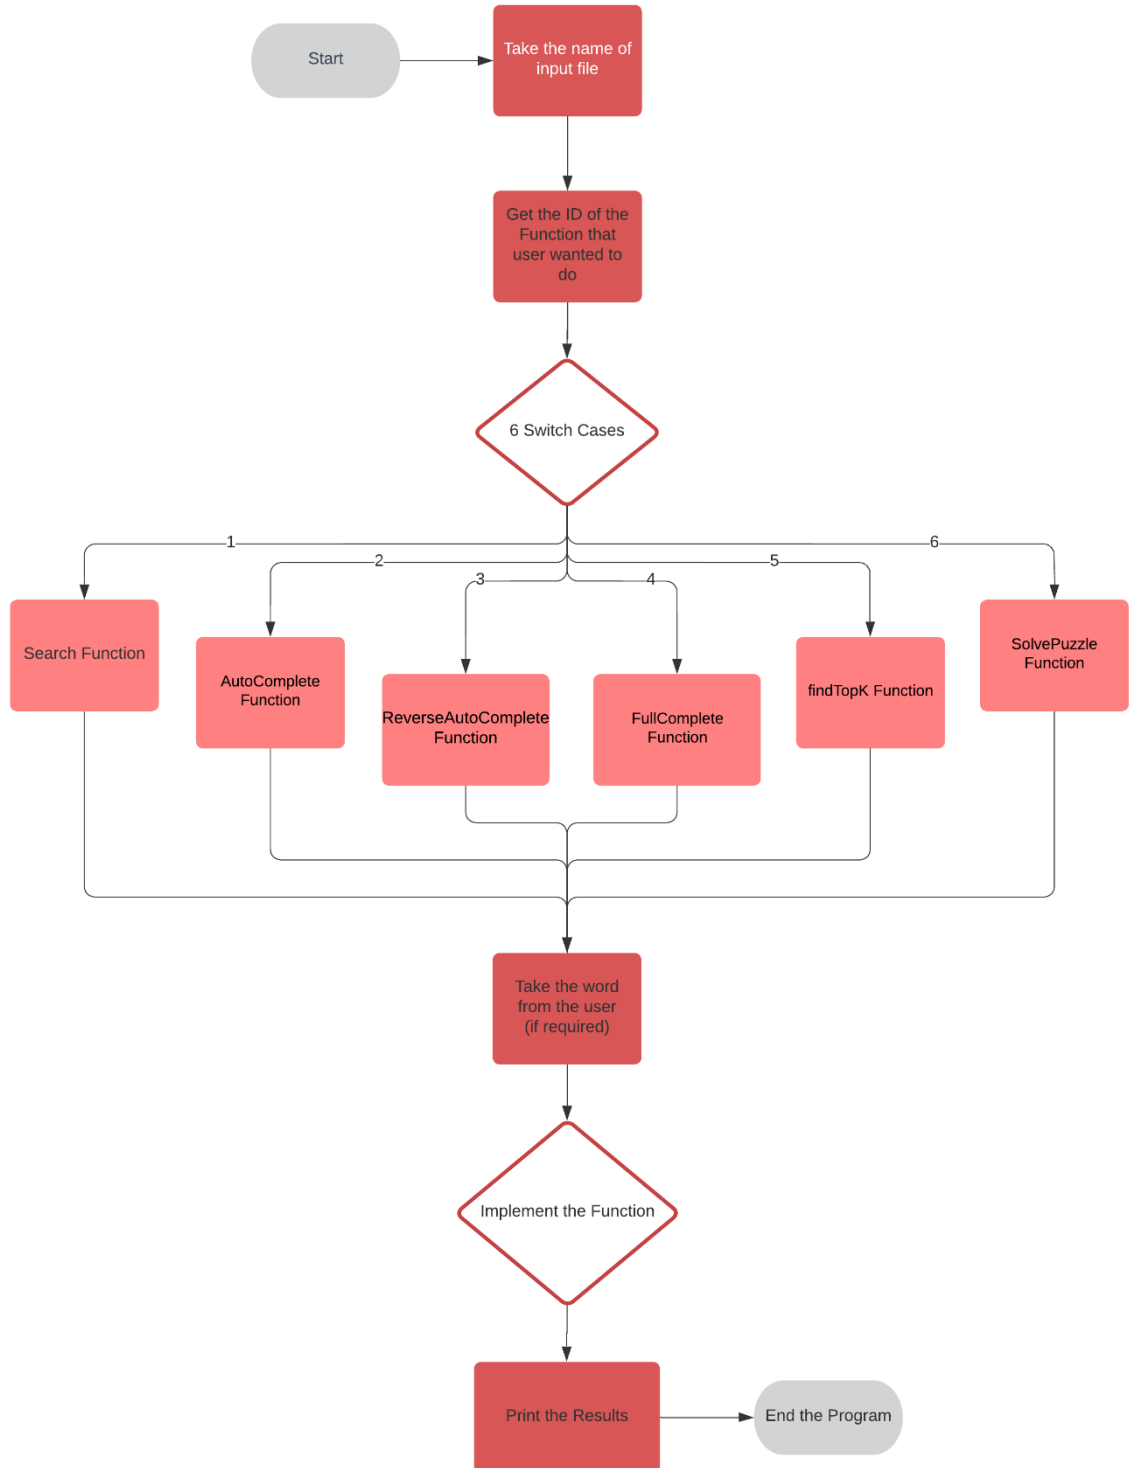 Start
Take the name of
input file
Get the ID of the
Function that
user wanted to
do
6 Switch Cases
1
2
3
4
5
6
Search Function
AutoComplete
Function
ReverseAutoComplete
Function
FullComplete
Function
findTopK Function
SolvePuzzle
Function
Take the word
from the user
(if required)
Implement the Function
Print the Results
End the Program